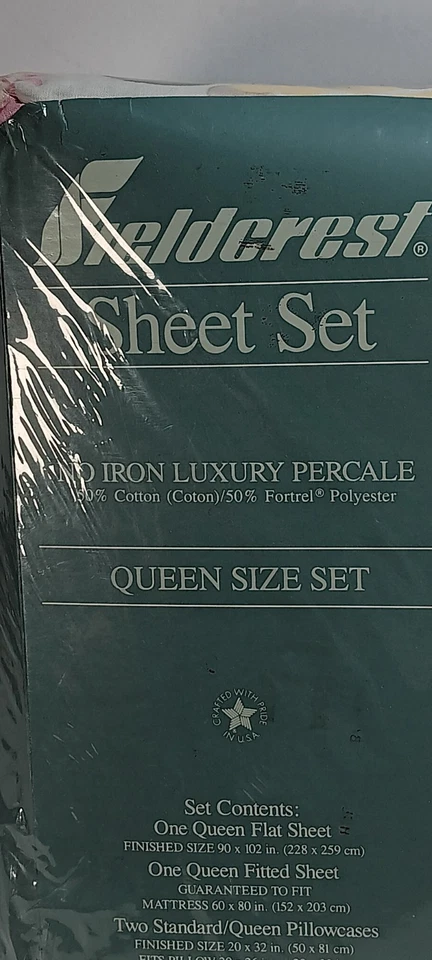 Fieldcrest®
Sheet Set
NO IRON LUXURY PERCALE
50% Cotton (Coton)/50% Fortrel® Polyester
QUEEN SIZE SET
CRAFTED WITH PRIDE
IN U.S.A.
Set Contents:
One Queen Flat Sheet
FINISHED SIZE 90 x 102 in. (228 x 259 cm)
One Queen Fitted Sheet
GUARANTEED TO FIT
MATTRESS 60 x 80 in. (152 x 203 cm)
Two Standard/Queen Pillowcases
FINISHED SIZE 20 x 32 in. (50 x 81 cm)